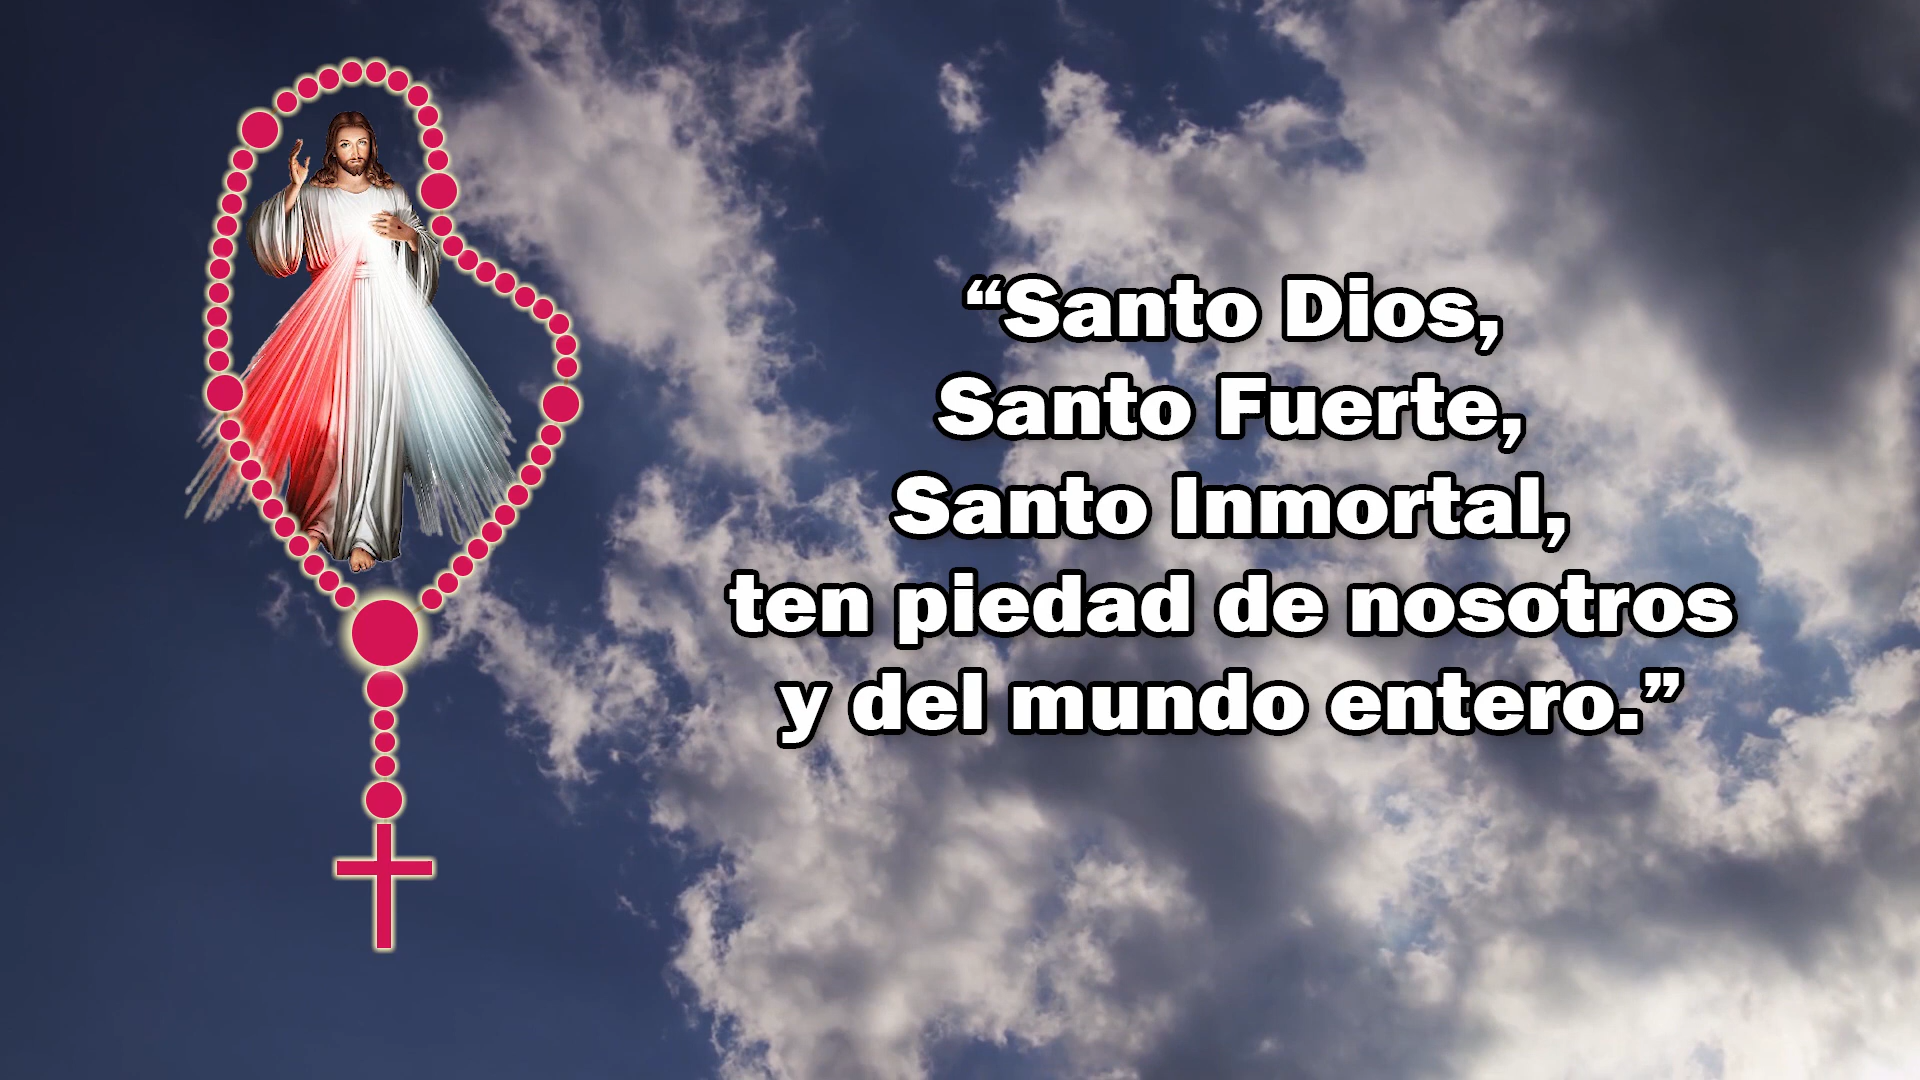 “Santo Dios,
Santo Fuerte,
Santo Inmortal,
ten piedad de nosotros
y del mundo entero.”